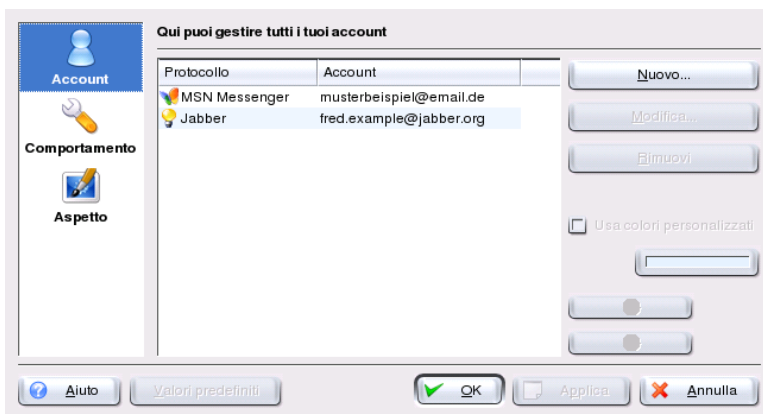 Qui puoi gestire tutti i tuoi account
Account
Comportamento
Aspetto
Protocollo Account
MSN Messenger musterbeispiel@email.de
Jabber fred.example@jabber.org
Nuovo...
Modifica...
Rimuovi
Usa colori personalizzati
Aiuto Valori predefiniti OK Applica Annulla